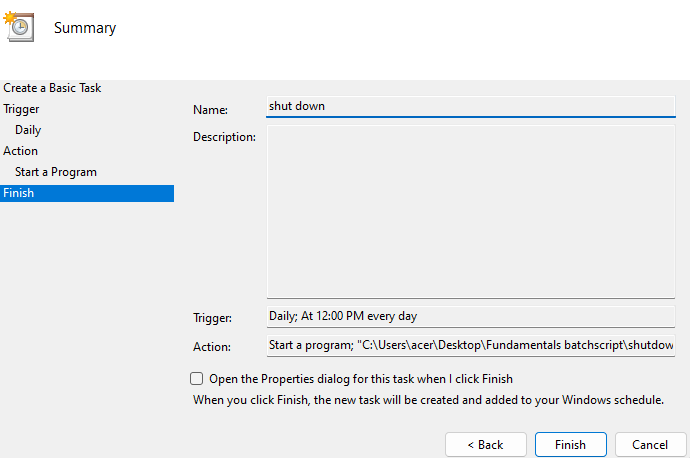 Summary
Create a Basic Task
Trigger
Daily
Action
Start a Program
Finish
Name: shut down
Description:
Trigger: Daily; At 12:00 PM every day
Action: Start a program; "C:\Users\acer\Desktop\Fundamentals batchscript\shutdow
Open the Properties dialog for this task when I click Finish
When you click Finish, the new task will be created and added to your Windows schedule.
< Back Finish Cancel